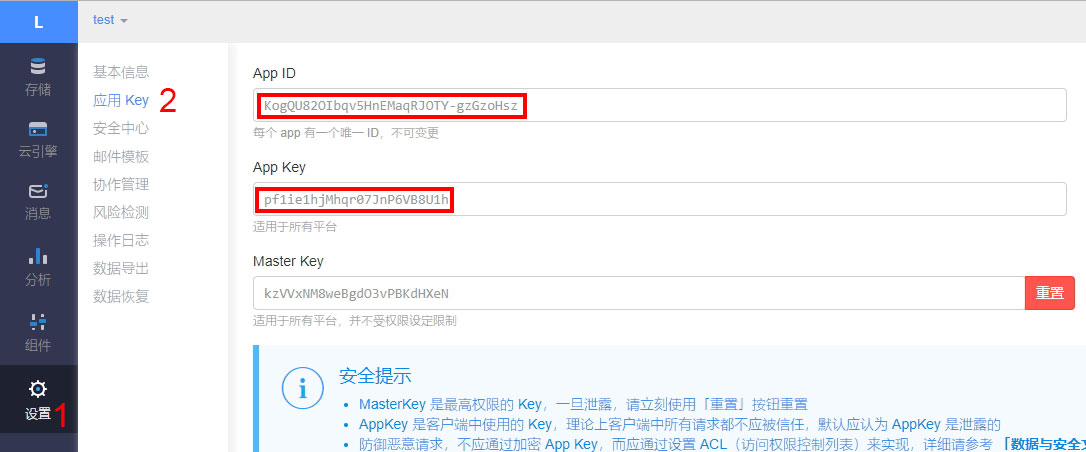 L
test
存储
云引擎
消息
分析
组件
设置 1
基本信息
应用 Key 2
安全中心
邮件模板
协作管理
风险检测
操作日志
数据导出
数据恢复
App ID
KogQU82OIbqv5HnEMaqRJOTY-gzGzoHsz
每个 app 有一个唯一 ID，不可变更
App Key
pf1ie1hjMhqr07JnP6VB8U1h
适用于所有平台
Master Key
kzVVxNM8weBgdO3vPBKdHXeN
重置
适用于所有平台，并不受权限设定限制
安全提示
• MasterKey 是最高权限的 Key，一旦泄露，请立刻使用「重置」按钮重置
• AppKey 是客户端中使用的 Key，理论上客户端中所有请求都不应被信任，默认应认为 AppKey 是泄露的
• 防御恶意请求，不应通过加密 App Key，而应通过设置 ACL（访问权限控制列表）来实现，详细请参考 「数据与安全